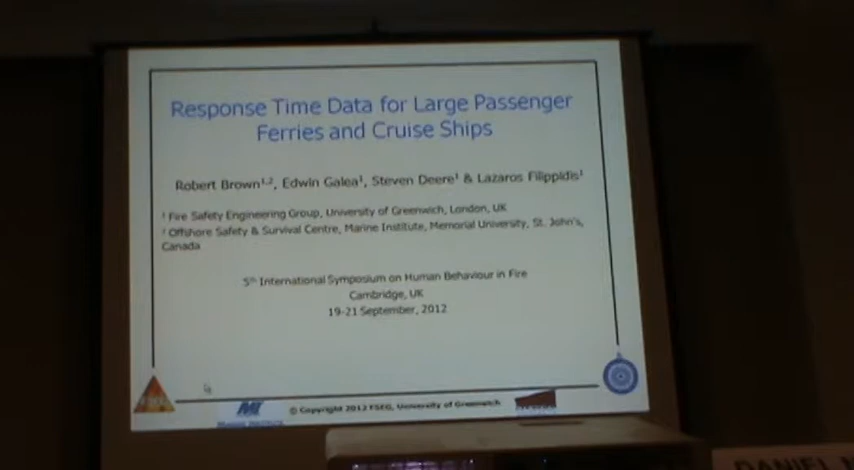 Response Time Data for Large Passenger
Ferries and Cruise Ships
Robert Brown¹,², Edwin Galea¹, Steven Deere¹ & Lazaros Filippidis¹
¹ Fire Safety Engineering Group, University of Greenwich, London, UK
² Offshore Safety & Survival Centre, Marine Institute, Memorial University, St. John's,
Canada
5th International Symposium on Human Behaviour in Fire
Cambridge, UK
19-21 September, 2012
© Copyright 2012 FSEG, University of Greenwich
DANIEL